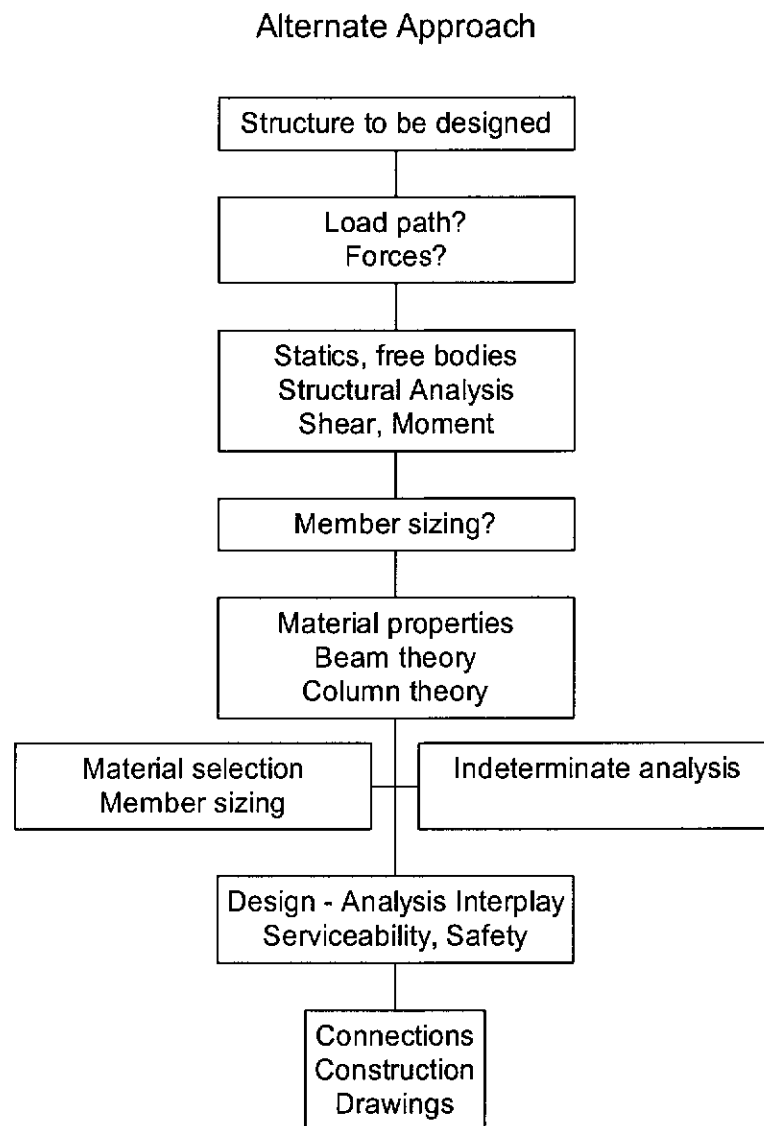 Alternate Approach
Structure to be designed
Load path?
Forces?
Statics, free bodies
Structural Analysis
Shear, Moment
Member sizing?
Material properties
Beam theory
Column theory
Material selection
Member sizing
Indeterminate analysis
Design - Analysis Interplay
Serviceability, Safety
Connections
Construction
Drawings